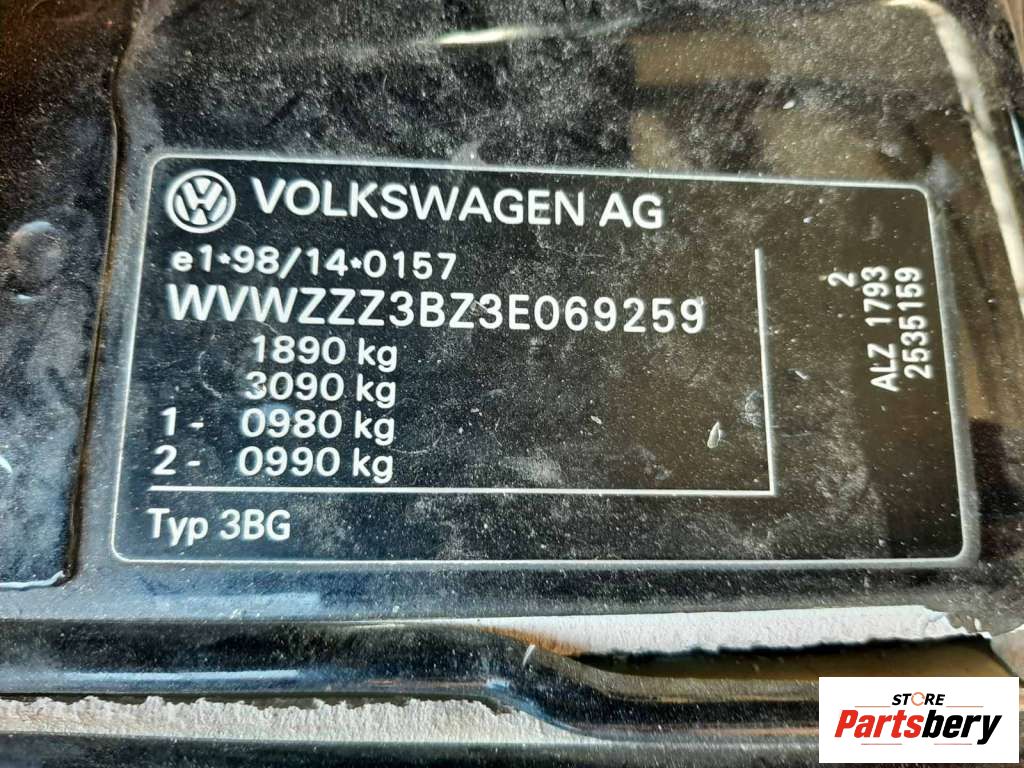 VOLKSWAGEN AG
e1*98/14*0157
WVWZZZ3BZ3E069259
1890 kg
3090 kg
1- 0980 kg
2- 0990 kg
Typ 3BG
2
ALZ 1793
2535159
STORE
Partsbery